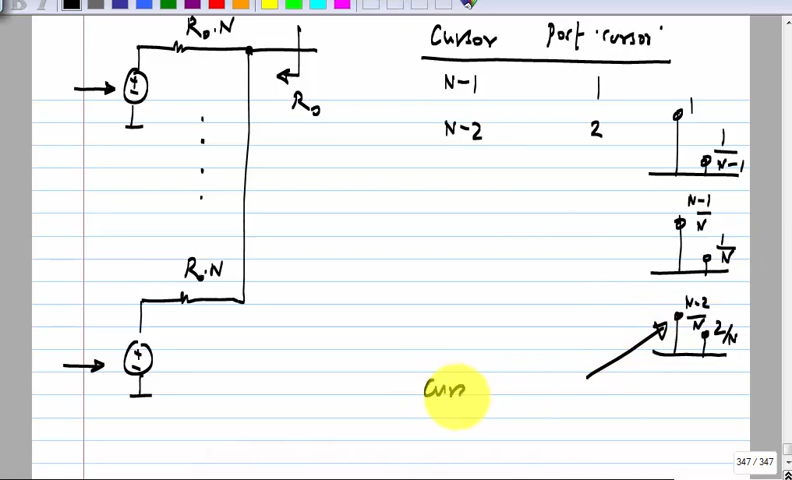 R₀·N
Cursor Post-cursor
N-1 1
R₀
N-2 2
1
1/N-1
N-1/N
1/N
R₀·N
N-2/N
2/N
Curs
347 / 347